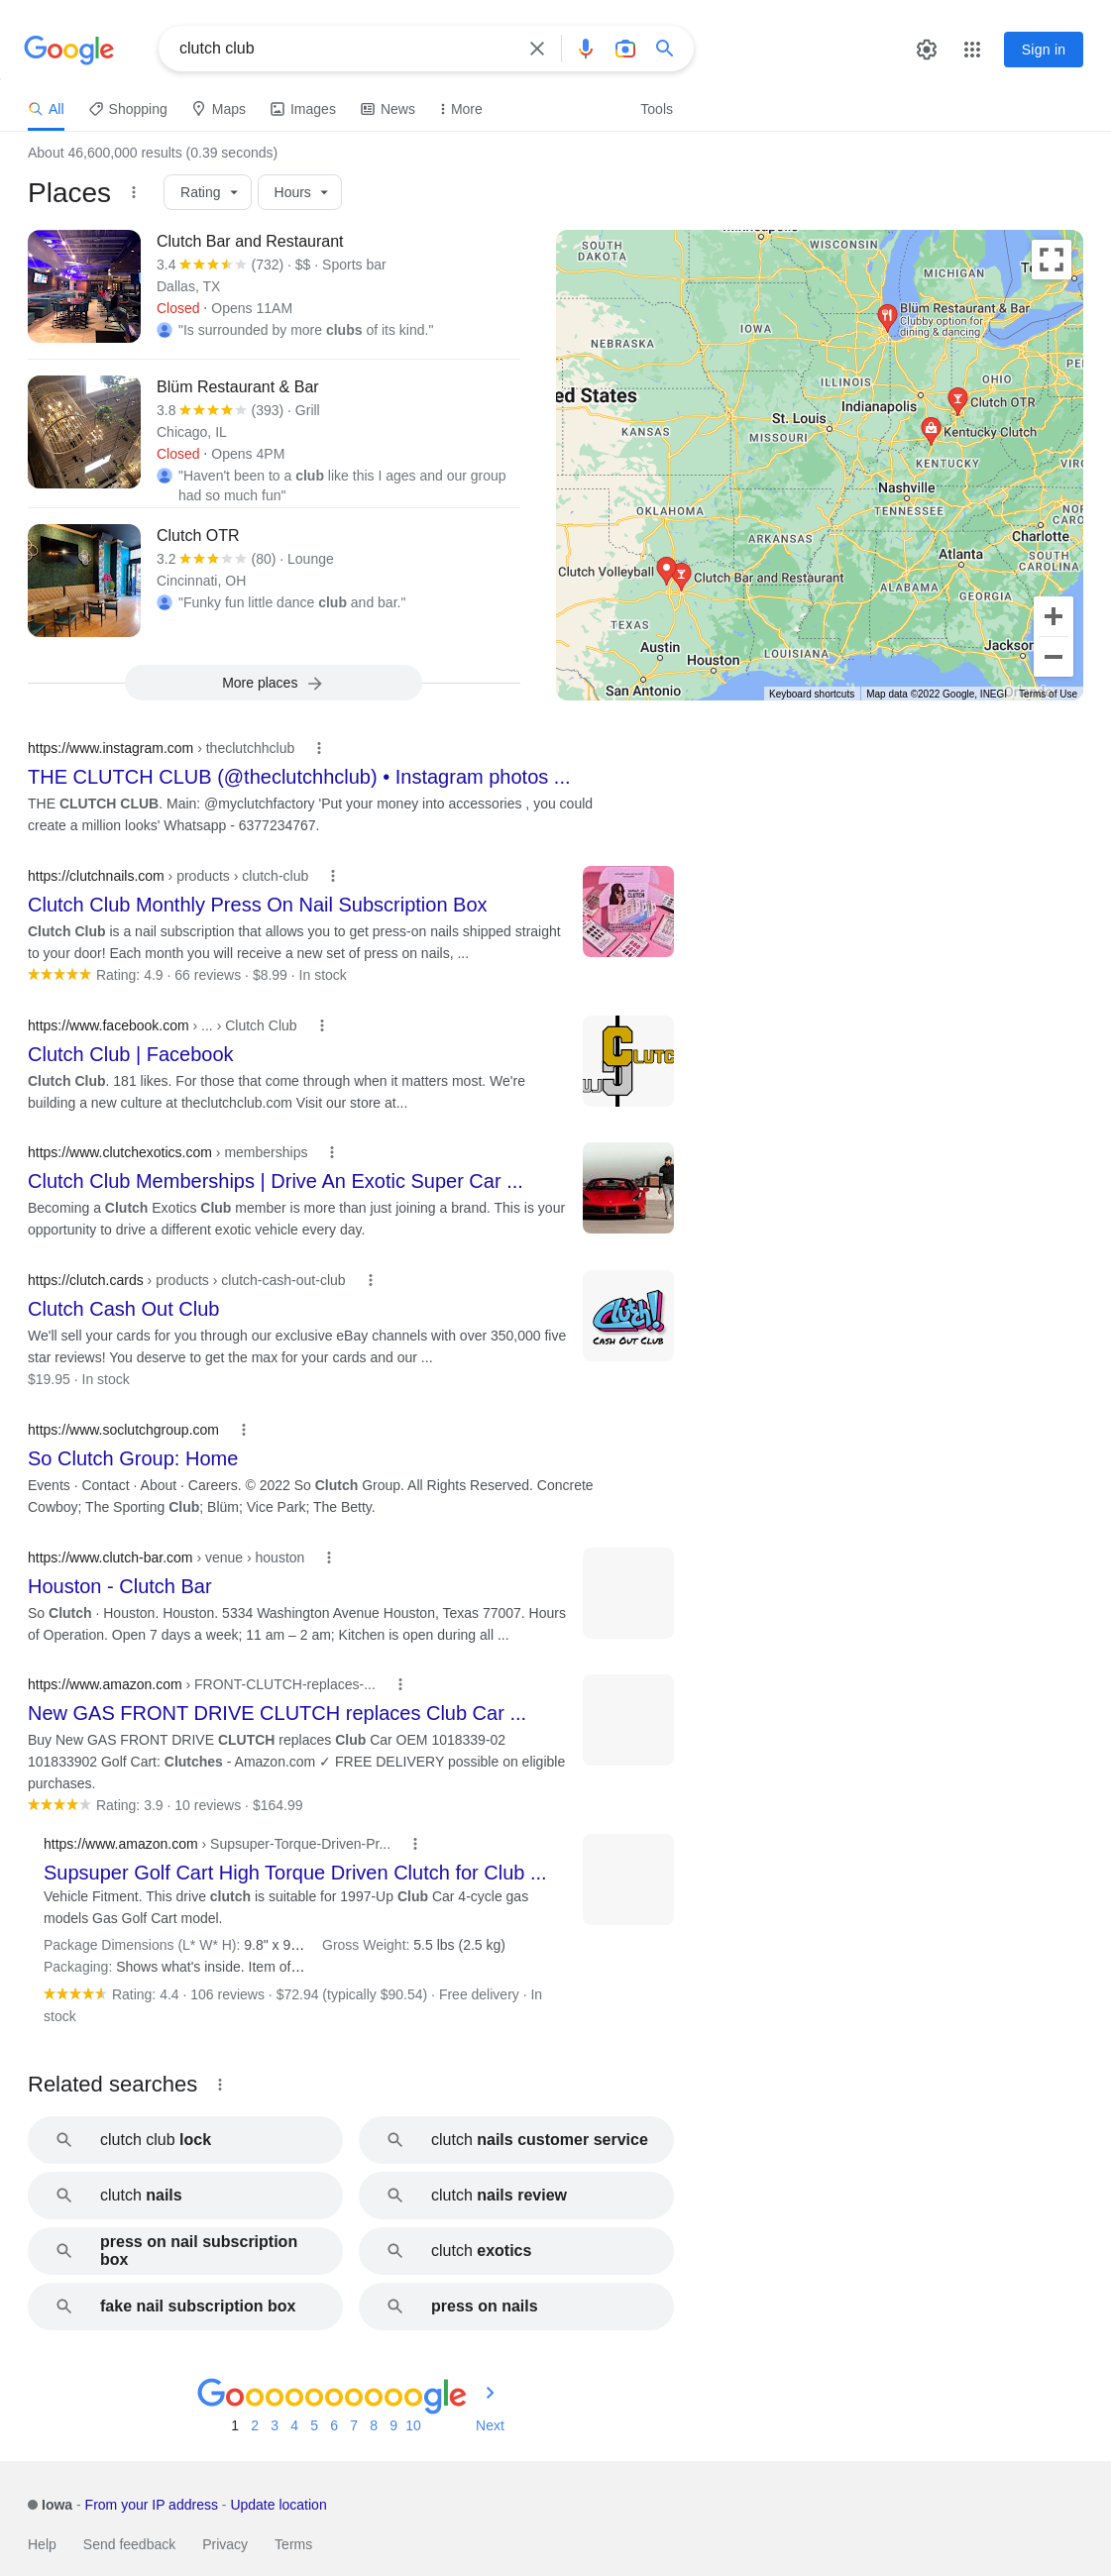 Google
clutch club
Sign in
All
Shopping
Maps
Images
News
More
Tools
About 46,600,000 results (0.39 seconds)
Places
Rating
Hours
Clutch Bar and Restaurant
3.4 (732) · $$ · Sports bar
Dallas, TX
Closed · Opens 11AM
"Is surrounded by more clubs of its kind."
Blüm Restaurant & Bar
3.8 (393) · Grill
Chicago, IL
Closed · Opens 4PM
"Haven't been to a club like this I ages and our group
had so much fun"
Clutch OTR
3.2 (80) · Lounge
Cincinnati, OH
"Funky fun little dance club and bar."
More places
SOUTH
DAKOTA
WISCONSIN
MICHIGAN
Blüm Restaurant & Bar
Clubby option for
dining & dancing
IOWA
NEBRASKA
ILLINOIS
OHIO
Indianapolis
Clutch OTR
ed States
St. Louis
KANSAS
MISSOURI
Kentucky Clutch
KENTUCKY
Nashville
TENNESSEE
OKLAHOMA
ARKANSAS
Charlotte
Atlanta
SOUTH
CAROLINA
Clutch Volleyball
Clutch Bar and Restaurant
ALABAMA
GEORGIA
TEXAS
Austin
Houston
LOUISIANA
San Antonio
Keyboard shortcuts
Map data ©2022 Google, INEGI
Terms of Use
https://www.instagram.com › theclutchhclub
THE CLUTCH CLUB (@theclutchhclub) • Instagram photos ...
THE CLUTCH CLUB. Main: @myclutchfactory 'Put your money into accessories , you could
create a million looks' Whatsapp - 6377234767.
https://clutchnails.com › products › clutch-club
Clutch Club Monthly Press On Nail Subscription Box
Clutch Club is a nail subscription that allows you to get press-on nails shipped straight
to your door! Each month you will receive a new set of press on nails, ...
Rating: 4.9 · 66 reviews · $8.99 · In stock
CLUTCH
https://www.facebook.com › ... › Clutch Club
Clutch Club | Facebook
Clutch Club. 181 likes. For those that come through when it matters most. We're
building a new culture at theclutchclub.com Visit our store at...
https://www.clutchexotics.com › memberships
Clutch Club Memberships | Drive An Exotic Super Car ...
Becoming a Clutch Exotics Club member is more than just joining a brand. This is your
opportunity to drive a different exotic vehicle every day.
https://clutch.cards › products › clutch-cash-out-club
Clutch Cash Out Club
We'll sell your cards for you through our exclusive eBay channels with over 350,000 five
star reviews! You deserve to get the max for your cards and our ...
$19.95 · In stock
Clutch!!
CASH OUT CLUB
https://www.soclutchgroup.com
So Clutch Group: Home
Events · Contact · About · Careers. © 2022 So Clutch Group. All Rights Reserved. Concrete
Cowboy; The Sporting Club; Blüm; Vice Park; The Betty.
https://www.clutch-bar.com › venue › houston
Houston - Clutch Bar
So Clutch · Houston. Houston. 5334 Washington Avenue Houston, Texas 77007. Hours
of Operation. Open 7 days a week; 11 am – 2 am; Kitchen is open during all ...
https://www.amazon.com › FRONT-CLUTCH-replaces-...
New GAS FRONT DRIVE CLUTCH replaces Club Car ...
Buy New GAS FRONT DRIVE CLUTCH replaces Club Car OEM 1018339-02
101833902 Golf Cart: Clutches - Amazon.com ✓ FREE DELIVERY possible on eligible
purchases.
Rating: 3.9 · 10 reviews · $164.99
https://www.amazon.com › Supsuper-Torque-Driven-Pr...
Supsuper Golf Cart High Torque Driven Clutch for Club ...
Vehicle Fitment. This drive clutch is suitable for 1997-Up Club Car 4-cycle gas
models Gas Golf Cart model.
Package Dimensions (L* W* H): 9.8" x 9… Gross Weight: 5.5 lbs (2.5 kg)
Packaging: Shows what's inside. Item of…
Rating: 4.4 · 106 reviews · $72.94 (typically $90.54) · Free delivery · In
stock
Related searches
clutch club lock
clutch nails customer service
clutch nails
clutch nails review
press on nail subscription
box
clutch exotics
fake nail subscription box
press on nails
Goooooooooogle
1 2 3 4 5 6 7 8 9 10 Next
Iowa - From your IP address - Update location
Help Send feedback Privacy Terms